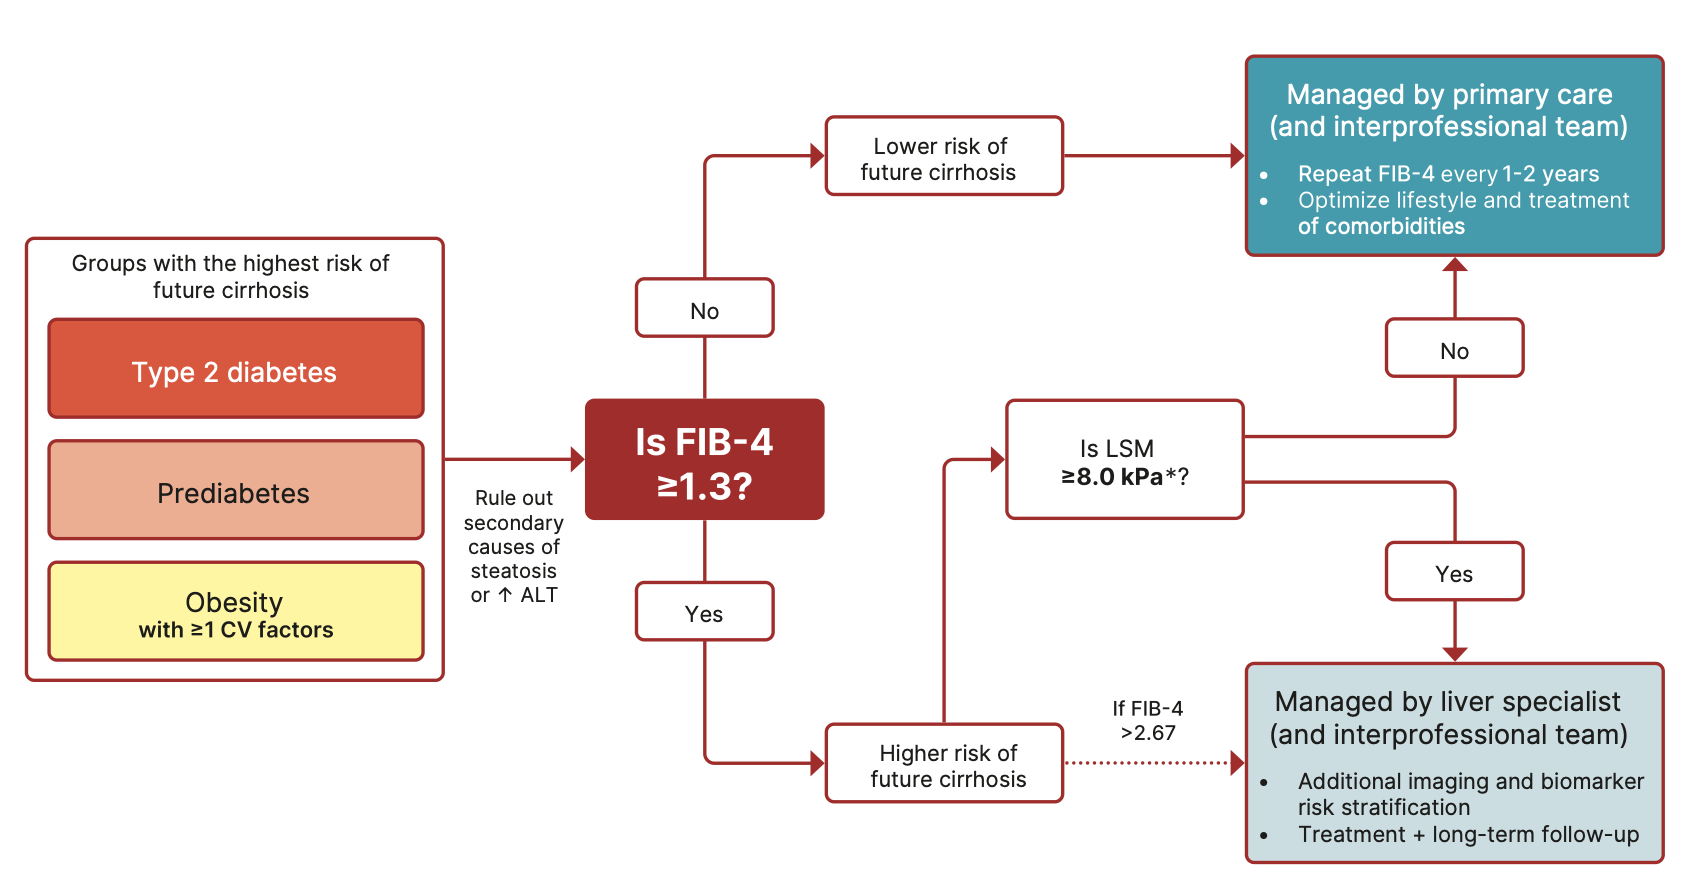 Groups with the highest risk of
future cirrhosis
Type 2 diabetes
Prediabetes
Obesity
with ≥1 CV factors
Rule out
secondary
causes of
steatosis
or ↑ ALT
Is FIB-4
≥1.3?
No
Lower risk of
future cirrhosis
Yes
Higher risk of
future cirrhosis
Is LSM
≥8.0 kPa*?
If FIB-4
>2.67
No
Managed by primary care
(and interprofessional team)
• Repeat FIB-4 every 1-2 years
• Optimize lifestyle and treatment
of comorbidities
Yes
Managed by liver specialist
(and interprofessional team)
• Additional imaging and biomarker
risk stratification
• Treatment + long-term follow-up